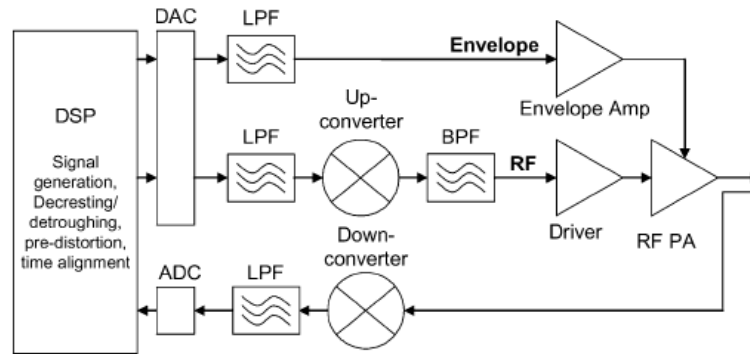 DAC
LPF
Envelope
Envelope Amp
DSP
Signal
generation,
Decresting/
detroughing,
pre-distortion,
time alignment
LPF
Up-
converter
BPF
RF
Driver
RF PA
ADC
LPF
Down-
converter